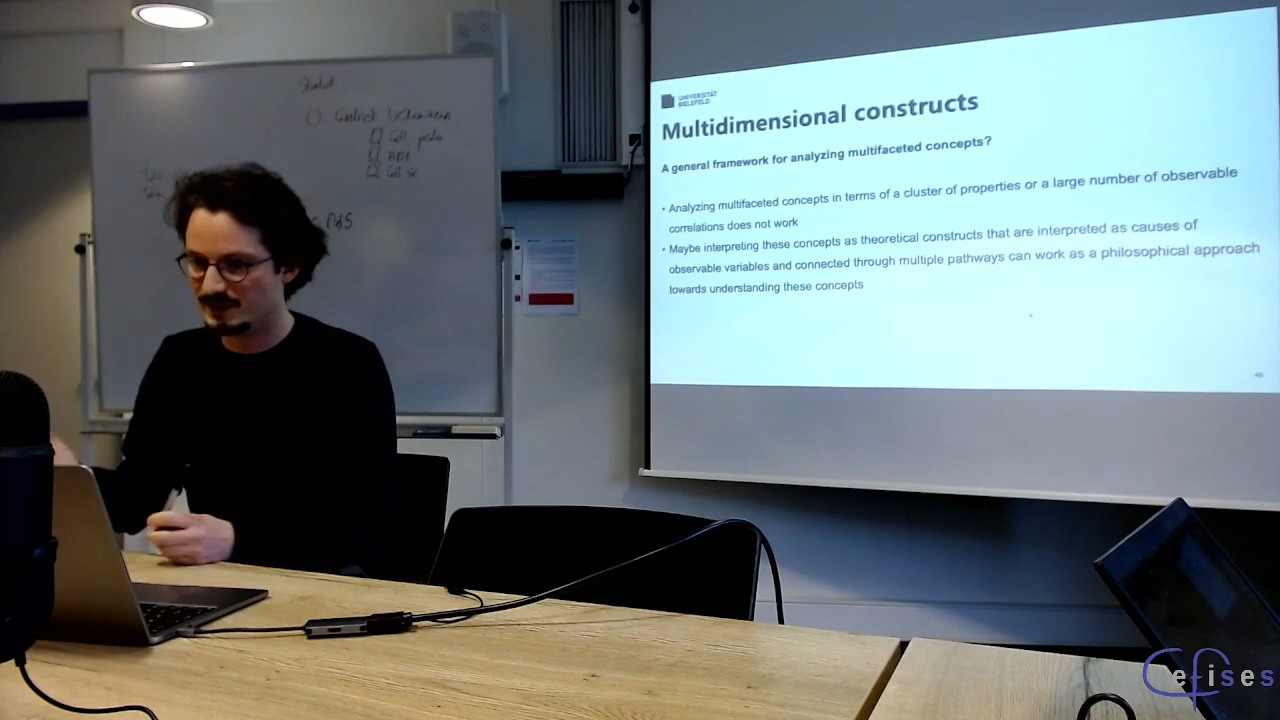 UNIVERSITÄT
BIELEFELD
Multidimensional constructs
A general framework for analyzing multifaceted concepts?
• Analyzing multifaceted concepts in terms of a cluster of properties or a large number of observable
correlations does not work
• Maybe interpreting these concepts as theoretical constructs that are interpreted as causes of
observable variables and connected through multiple pathways can work as a philosophical approach
towards understanding these concepts
Cefises